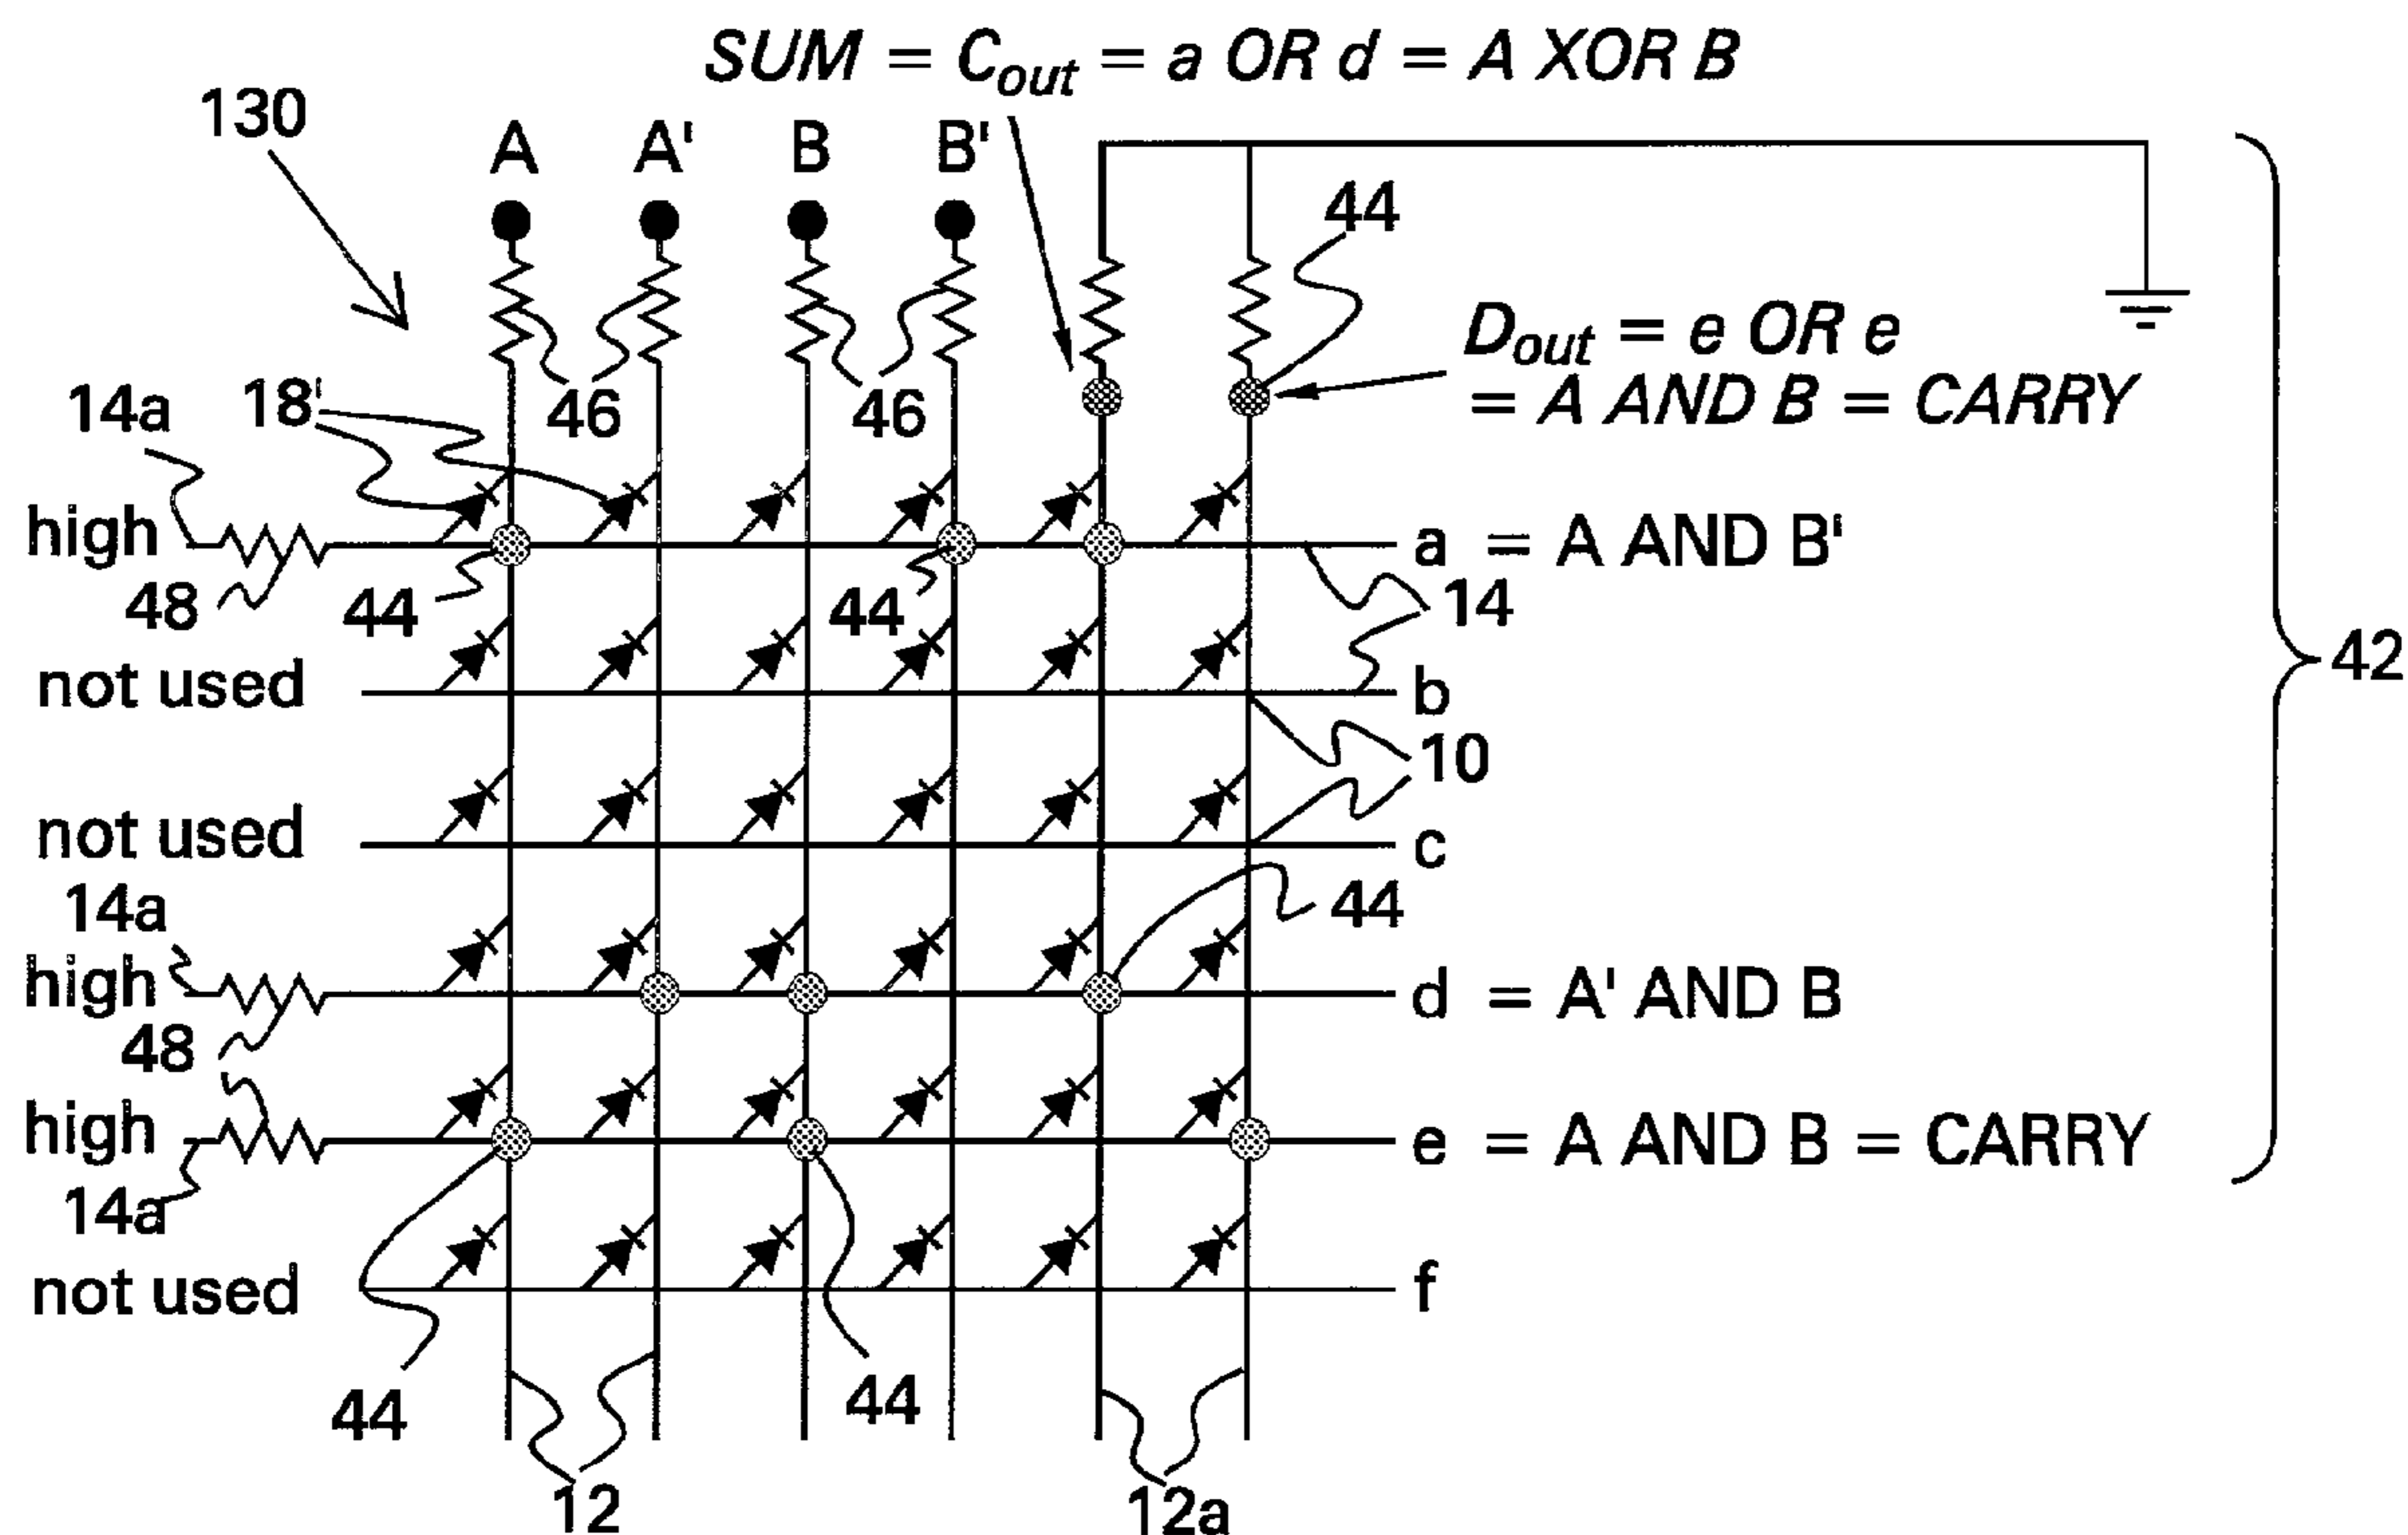 SUM = Cout = a OR d = A XOR B
130
A A' B B'
44
Dout = e OR e
= A AND B = CARRY
14a 18' 46 46
high a = A AND B'
48 44 44 14
not used b
42
10
not used c
14a 44
high d = A' AND B
48
high e = A AND B = CARRY
14a
not used f
44 44
12 12a